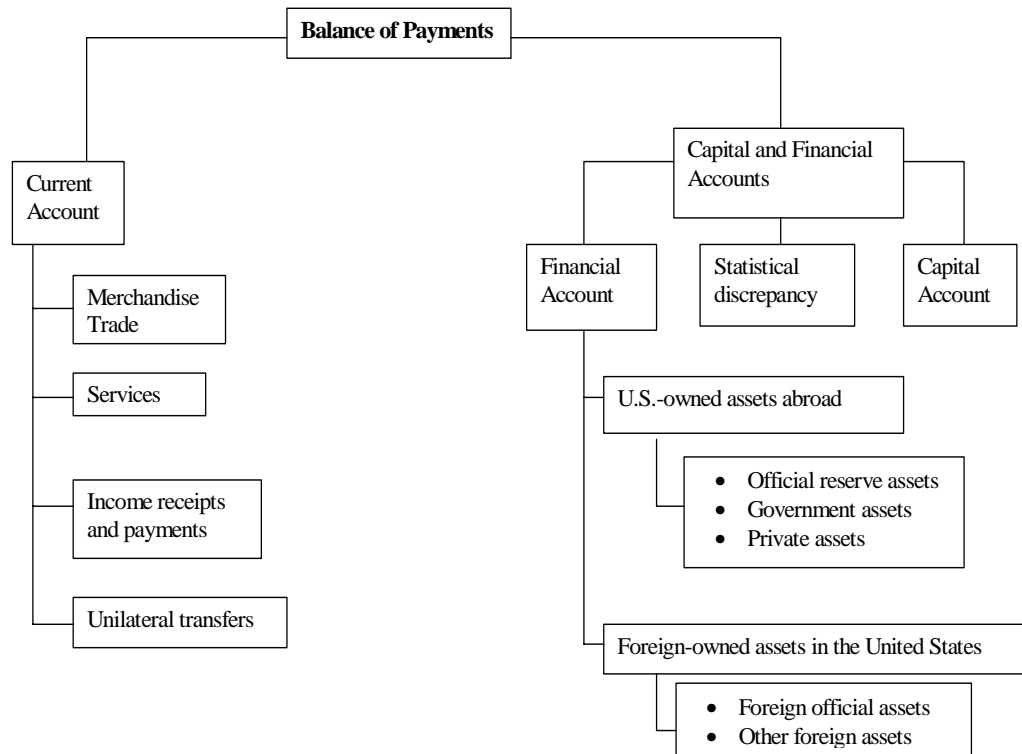 Balance of Payments
Current
Account
Merchandise
Trade
Services
Income receipts
and payments
Unilateral transfers
Capital and Financial
Accounts
Financial
Account
Statistical
discrepancy
Capital
Account
U.S.-owned assets abroad
• Official reserve assets
• Government assets
• Private assets
Foreign-owned assets in the United States
• Foreign official assets
• Other foreign assets